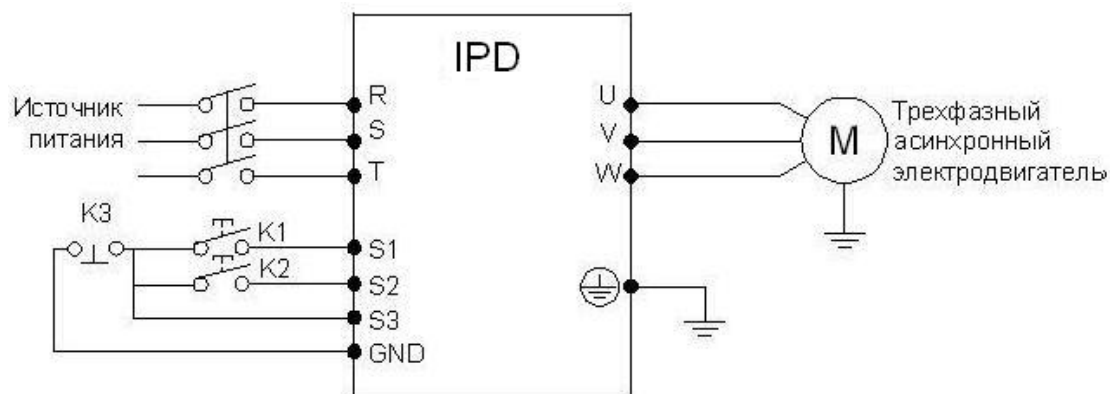 IPD
Источник
питания
R
S
T
U
V
W
M
Трехфазный
асинхронный
электродвигатель
K3
K1
K2
S1
S2
S3
GND